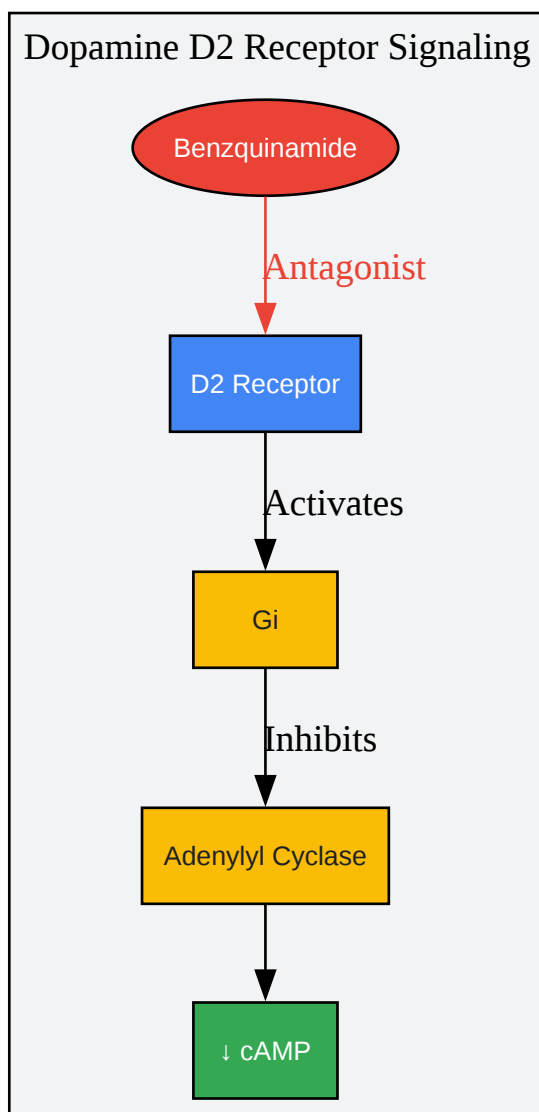 Dopamine D2 Receptor Signaling
Benzquinamide
Antagonist
D2 Receptor
Activates
Gi
Inhibits
Adenylyl Cyclase
↓ cAMP